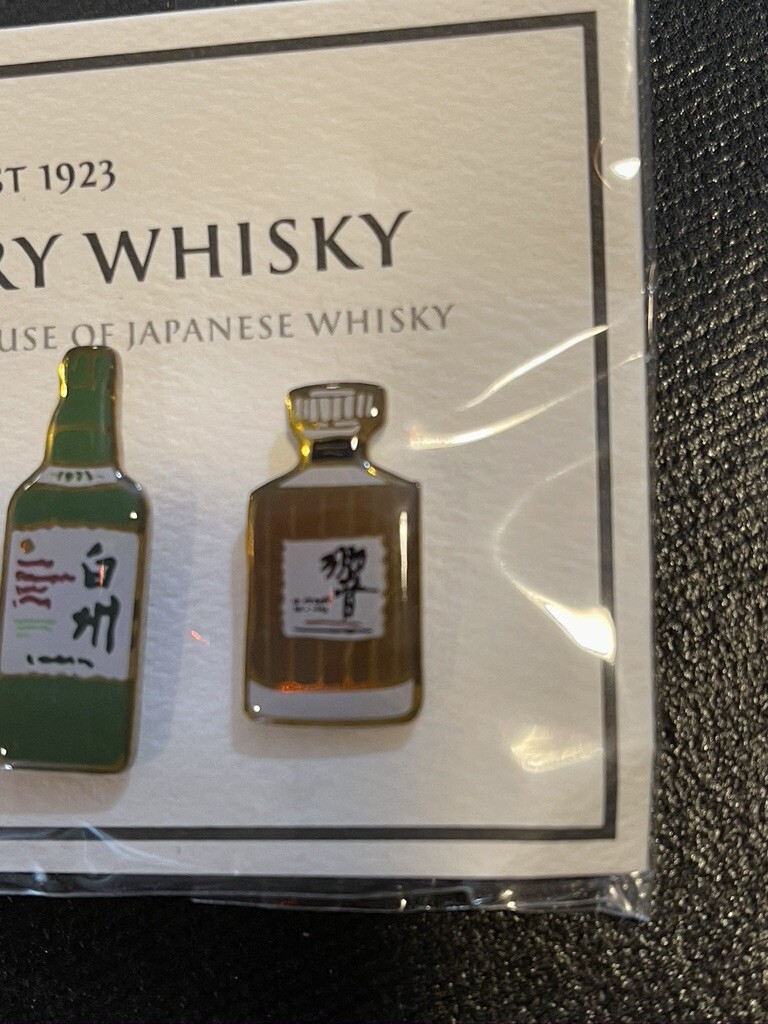 ST 1923
RY WHISKY
USE OF JAPANESE WHISKY
1973
白州
響